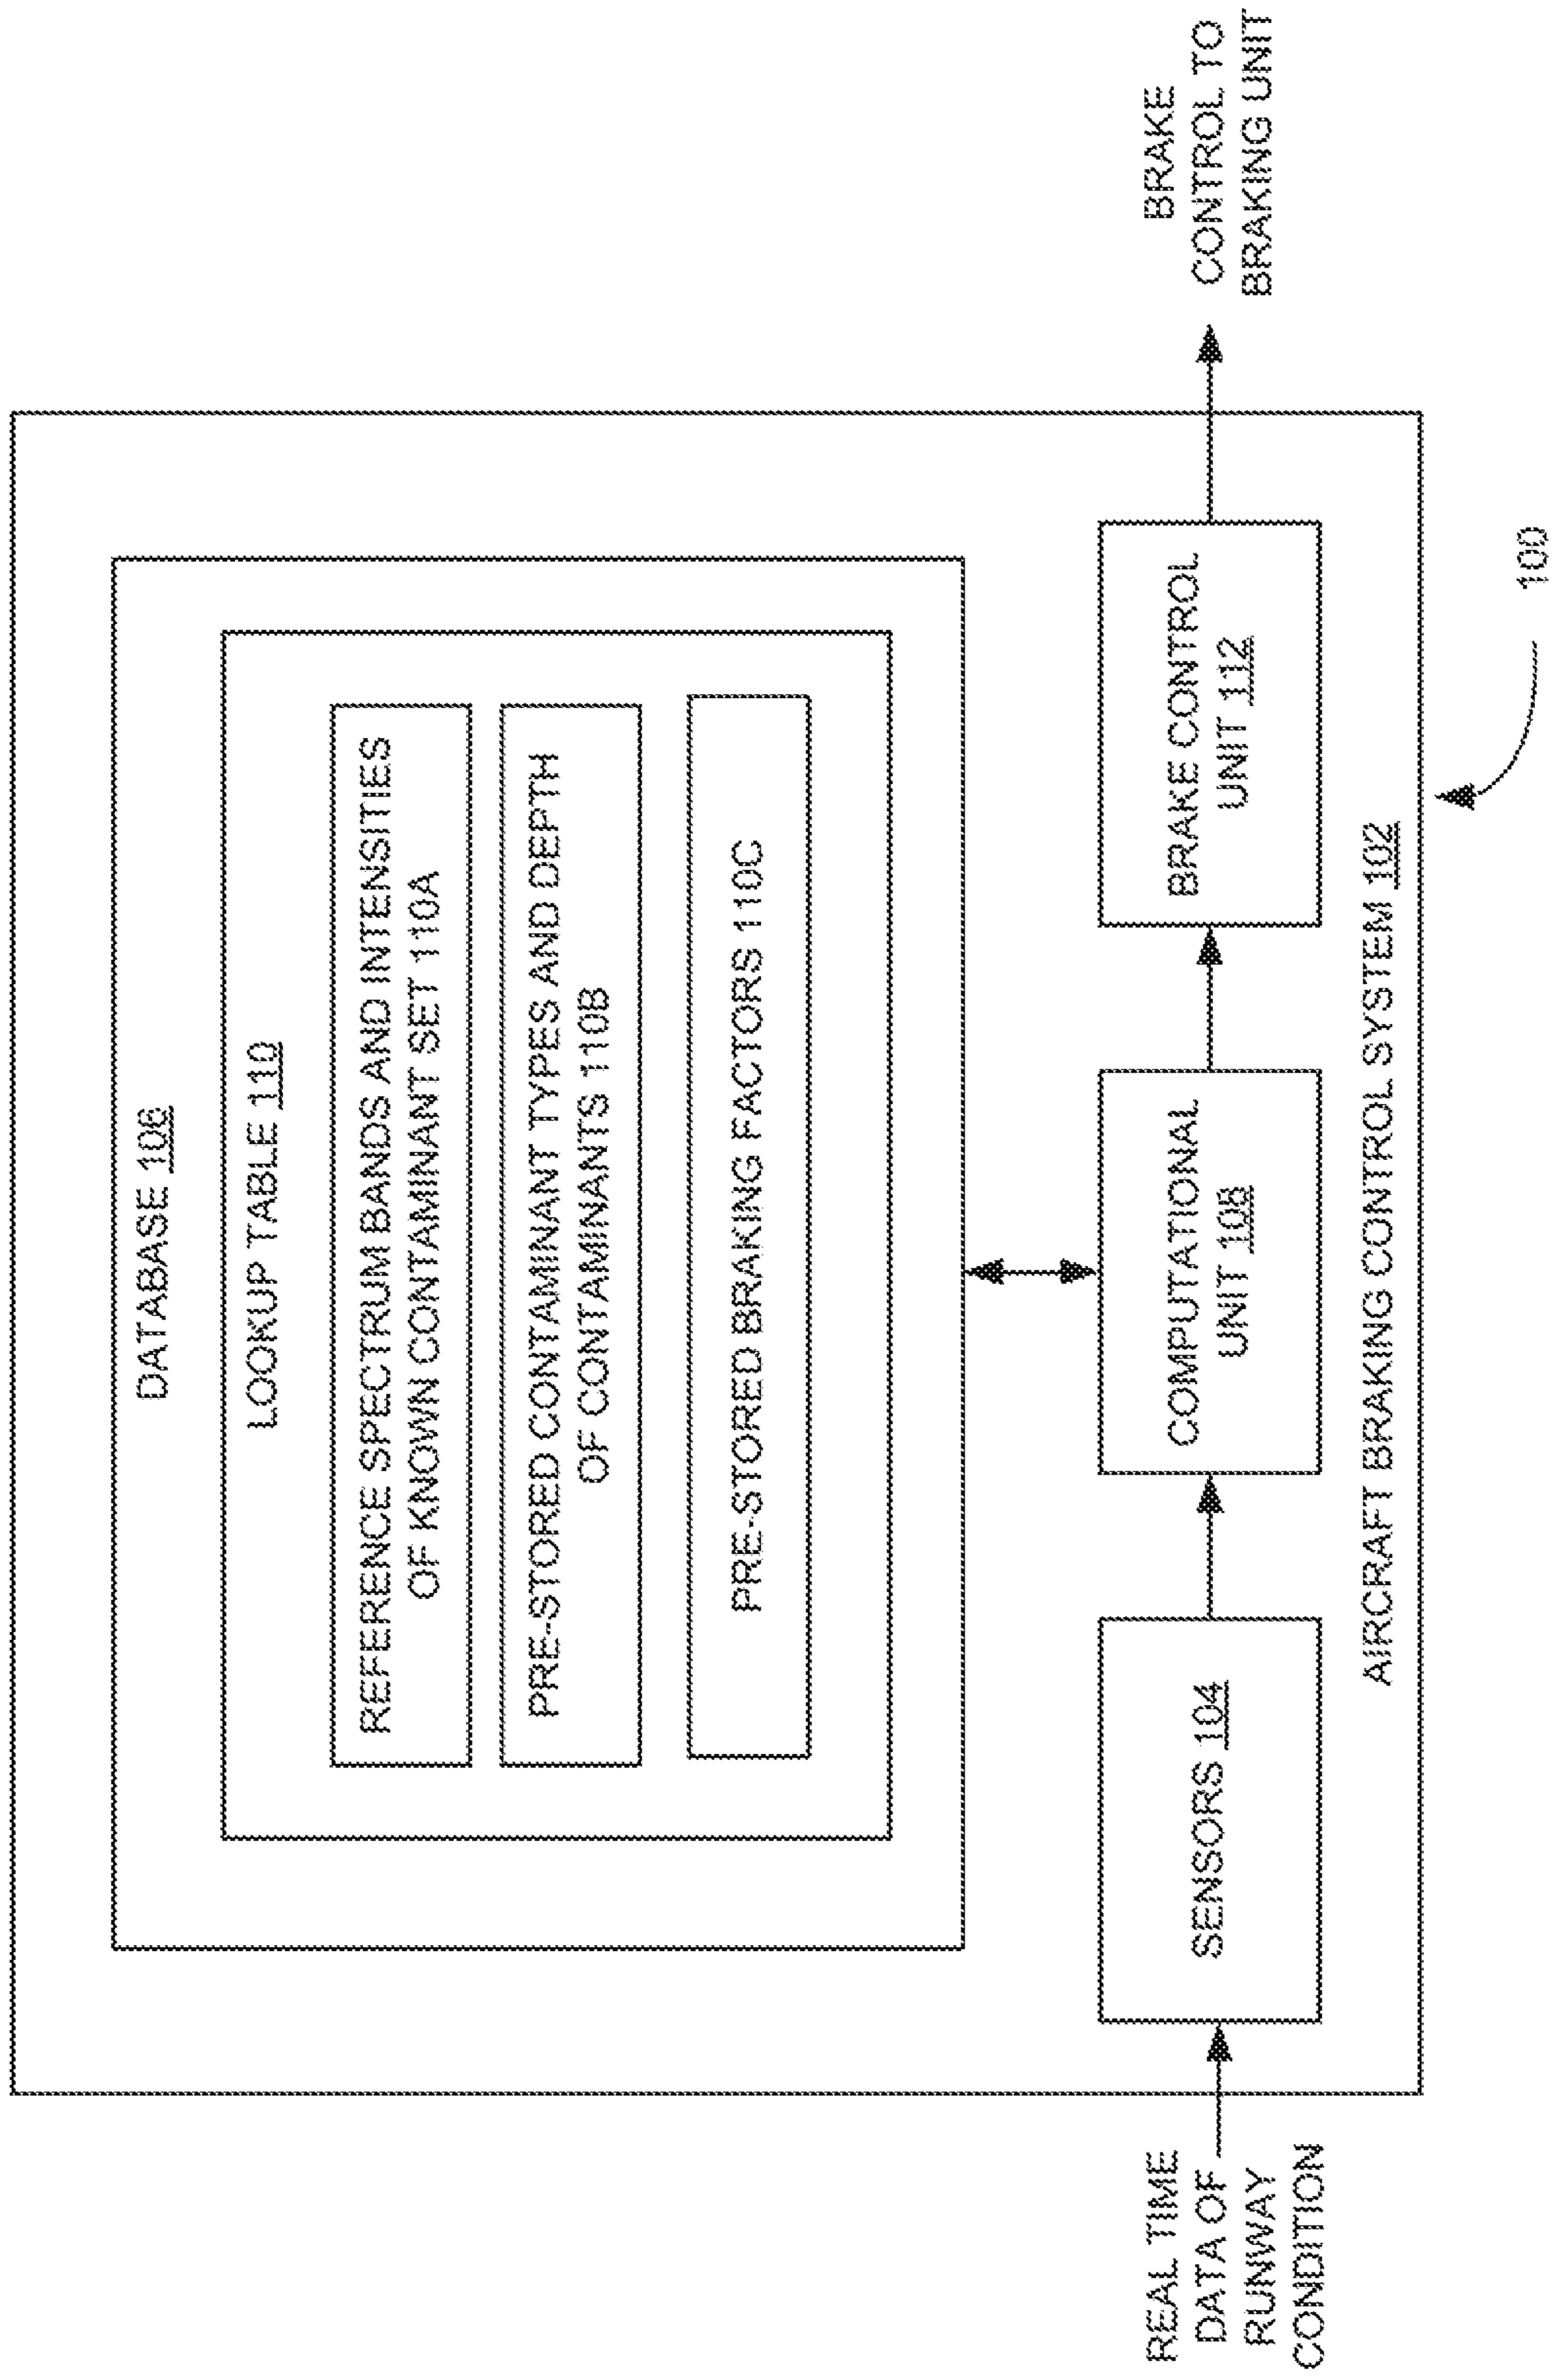 DATABASE 106
LOOKUP TABLE 110
REFERENCE SPECTRUM BANDS AND INTENSITIES
OF KNOWN CONTAMINANT SET 110A
PRE-STORED CONTAMINANT TYPES AND DEPTH
OF CONTAMINANTS 110B
PRE-STORED BRAKING FACTORS 110C
REAL TIME
DATA OF
RUNWAY
CONDITION
SENSORS 104
COMPUTATIONAL
UNIT 108
BRAKE CONTROL
UNIT 112
BRAKE
CONTROL TO
BRAKING UNIT
AIRCRAFT BRAKING CONTROL SYSTEM 102
100